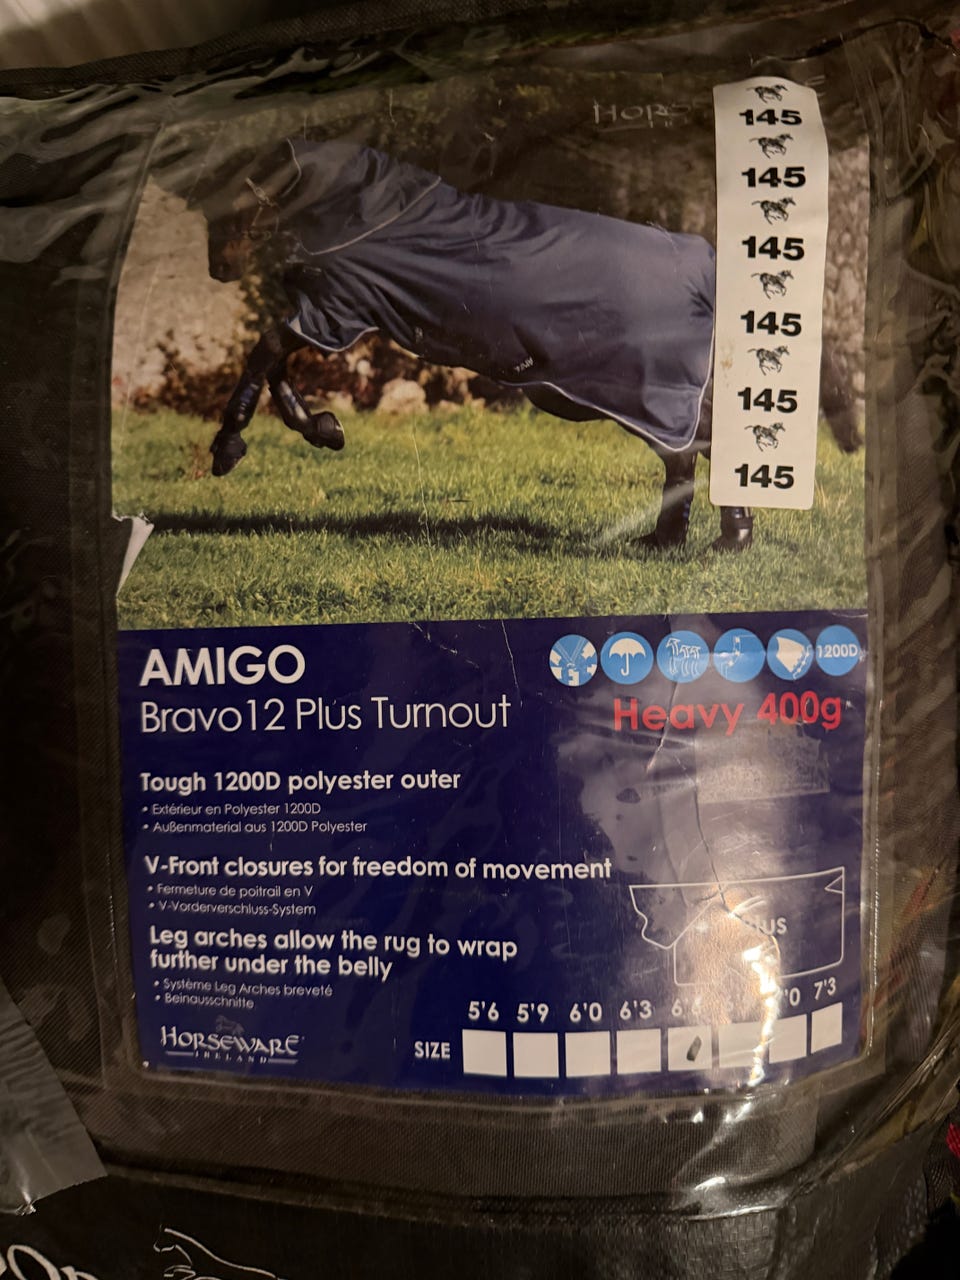 145
145
145
145
145
145
AMIGO
Bravo12 Plus Turnout
1200D
Heavy 400g
Tough 1200D polyester outer
• Extérieur en Polyester 1200D
• Außenmaterial aus 1200D Polyester
V-Front closures for freedom of movement
• Fermeture de poitrail en V
• V-Vorderverschluss-System
Leg arches allow the rug to wrap
further under the belly
• Système Leg Arches breveté
• Beinausschnitte
HORSEWARE
IRELAND
SIZE
5'6 5'9 6'0 6'3 7'3